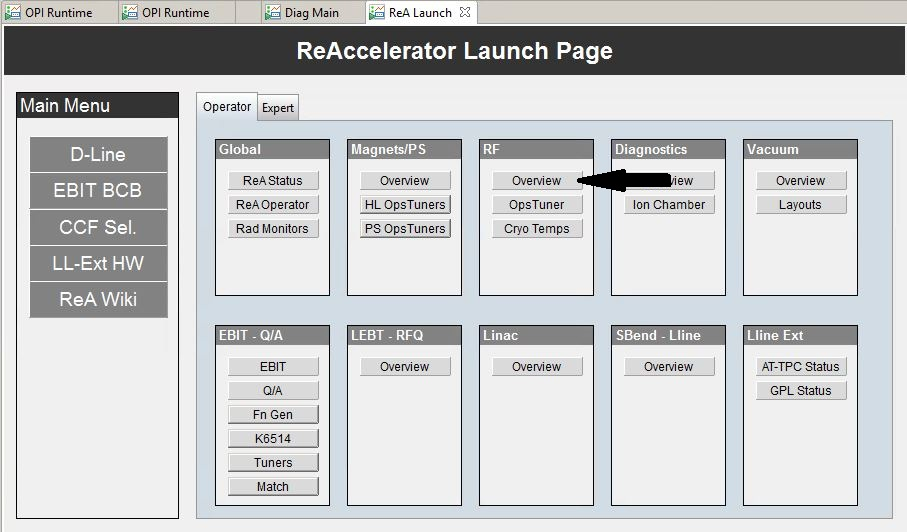 OPI Runtime
OPI Runtime
Diag Main
ReA Launch
ReAccelerator Launch Page
Main Menu
D-Line
EBIT BCB
CCF Sel.
LL-Ext HW
ReA Wiki
Operator
Expert
Global
ReA Status
ReA Operator
Rad Monitors
Magnets/PS
Overview
HL OpsTuners
PS OpsTuners
RF
Overview
OpsTuner
Cryo Temps
Diagnostics
Ion Chamber
Vacuum
Overview
Layouts
EBIT - Q/A
EBIT
Q/A
Fn Gen
K6514
Tuners
Match
LEBT - RFQ
Overview
Linac
Overview
SBend - Lline
Overview
Lline Ext
AT-TPC Status
GPL Status